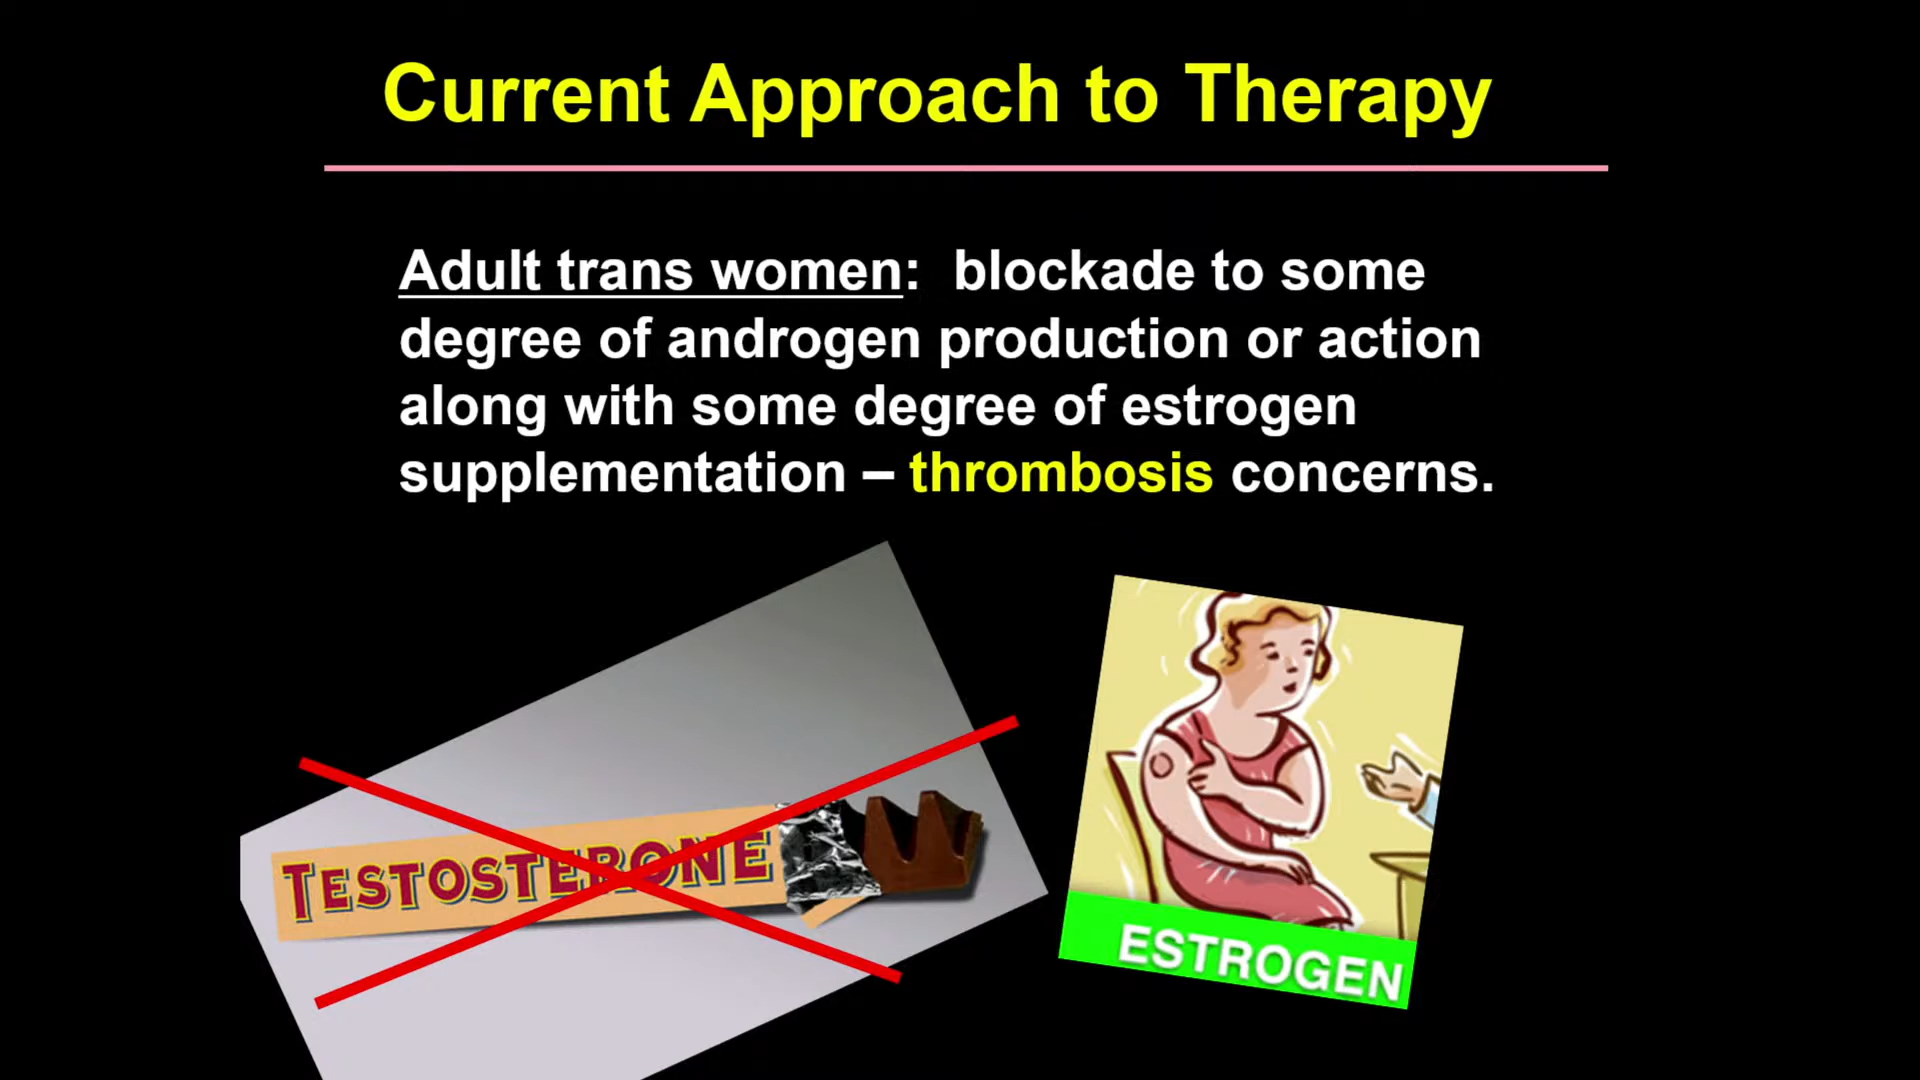 Current Approach to Therapy
Adult trans women: blockade to some
degree of androgen production or action
along with some degree of estrogen
supplementation – thrombosis concerns.
TESTOSTERONE
ESTROGEN